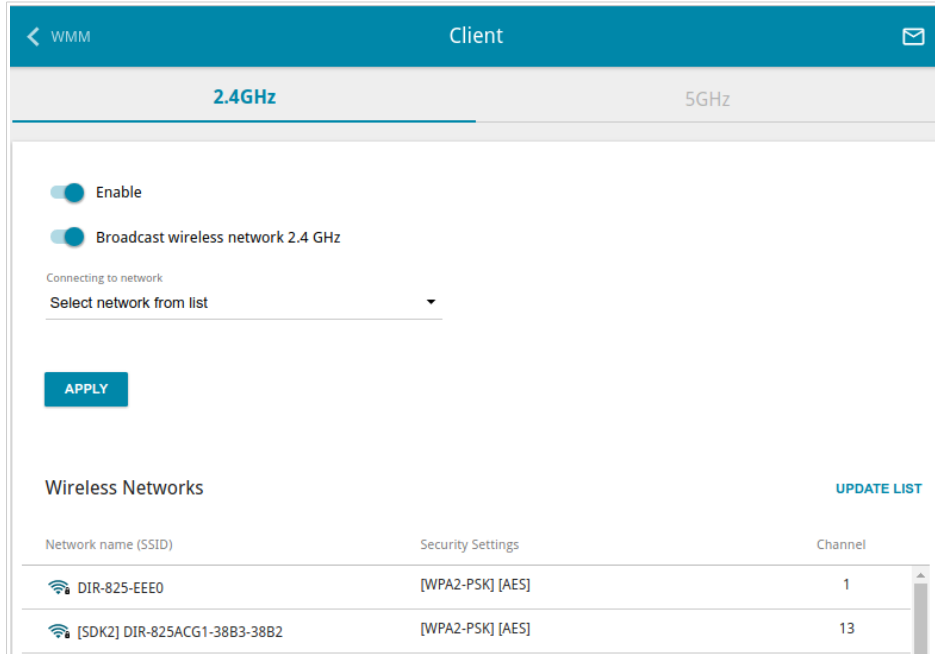 WMM Client
2.4GHz 5GHz
Enable
Broadcast wireless network 2.4 GHz
Connecting to network
Select network from list
APPLY
Wireless Networks UPDATE LIST
Network name (SSID) Security Settings Channel
DIR-825-EEE0 [WPA2-PSK] [AES] 1
[SDK2] DIR-825ACG1-38B3-38B2 [WPA2-PSK] [AES] 13